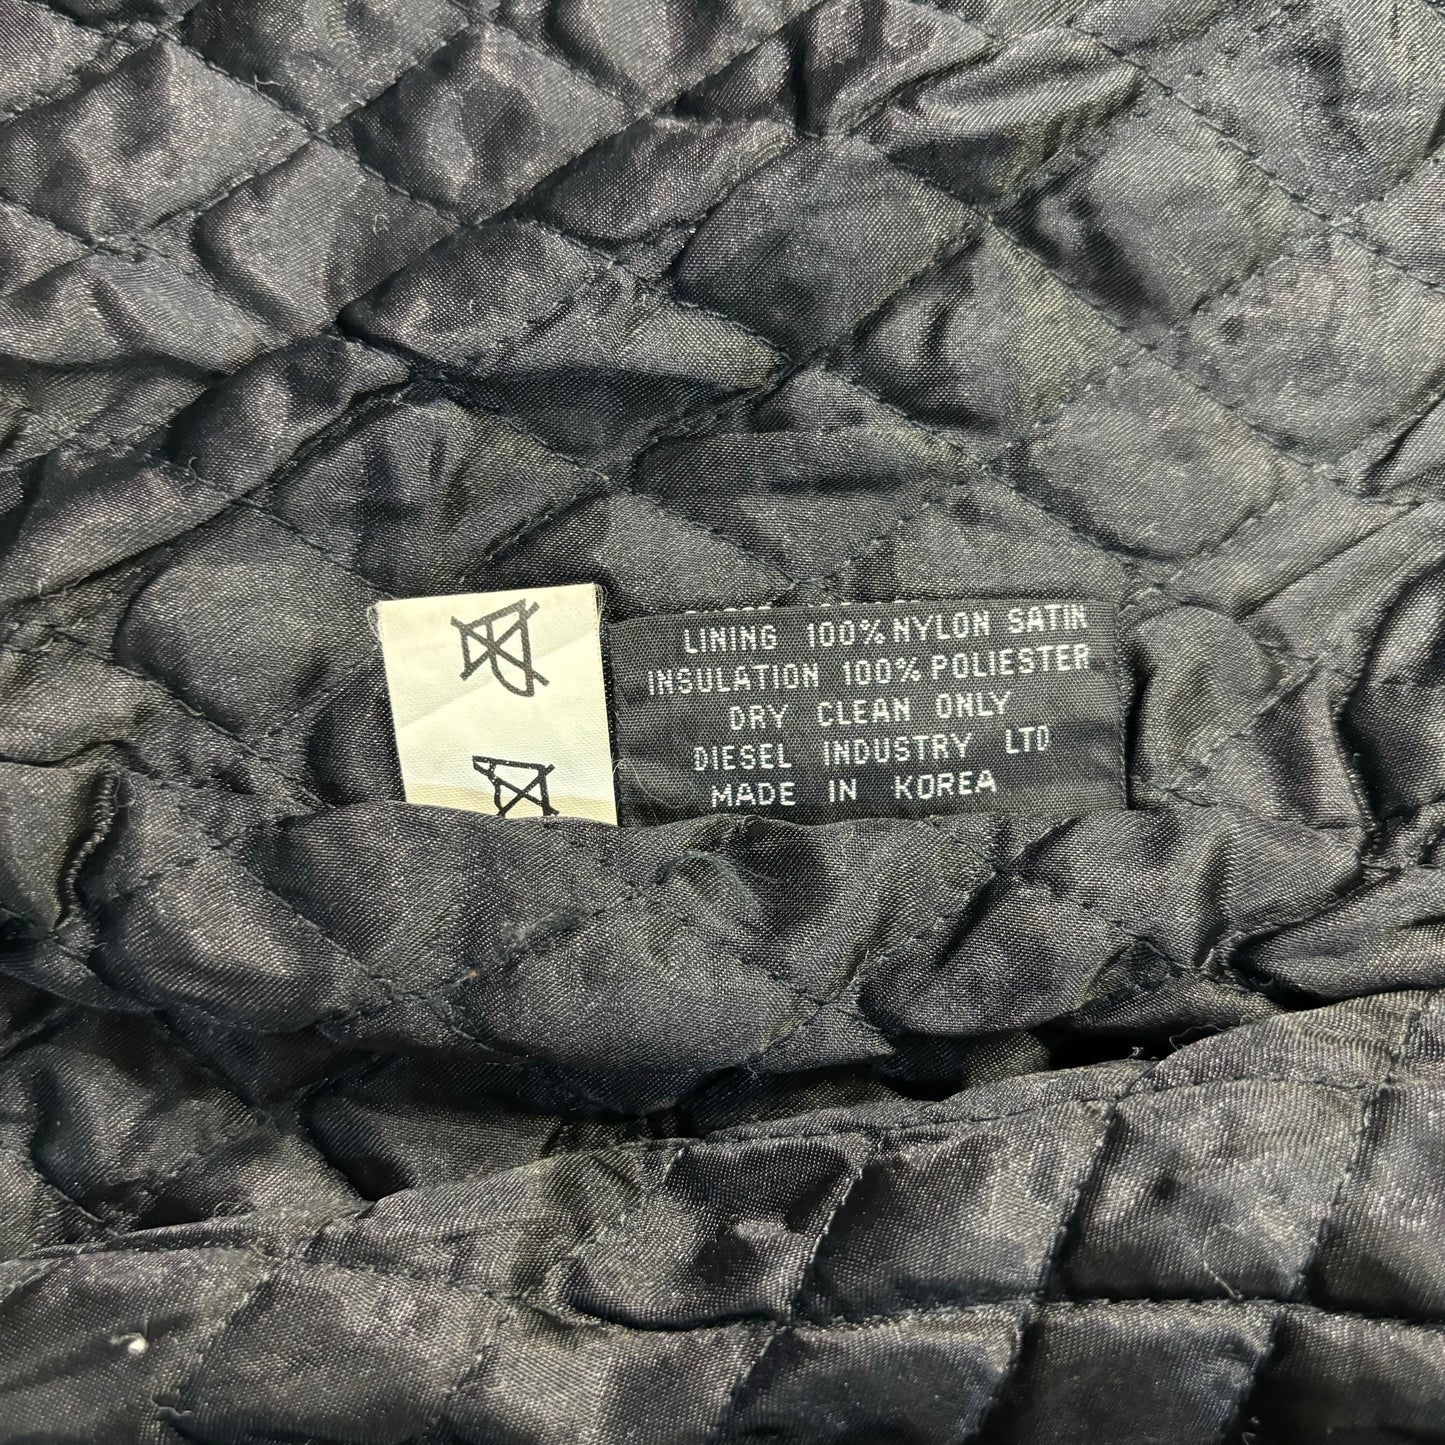 LINING 100% NYLON SATIN
INSULATION 100% POLIESTER
DRY CLEAN ONLY
DIESEL INDUSTRY LTD
MADE IN KOREA